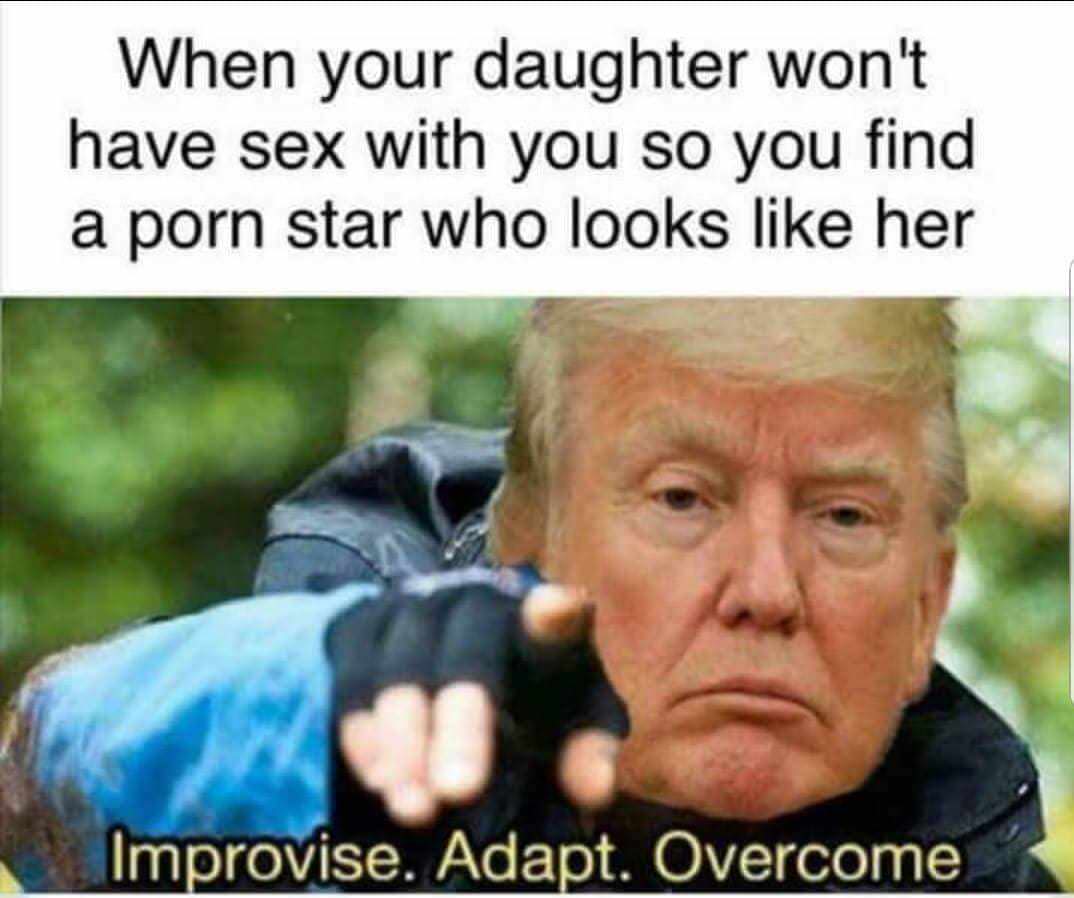 When your daughter won't
have sex with you so you find
a porn star who looks like her
Improvise. Adapt. Overcome